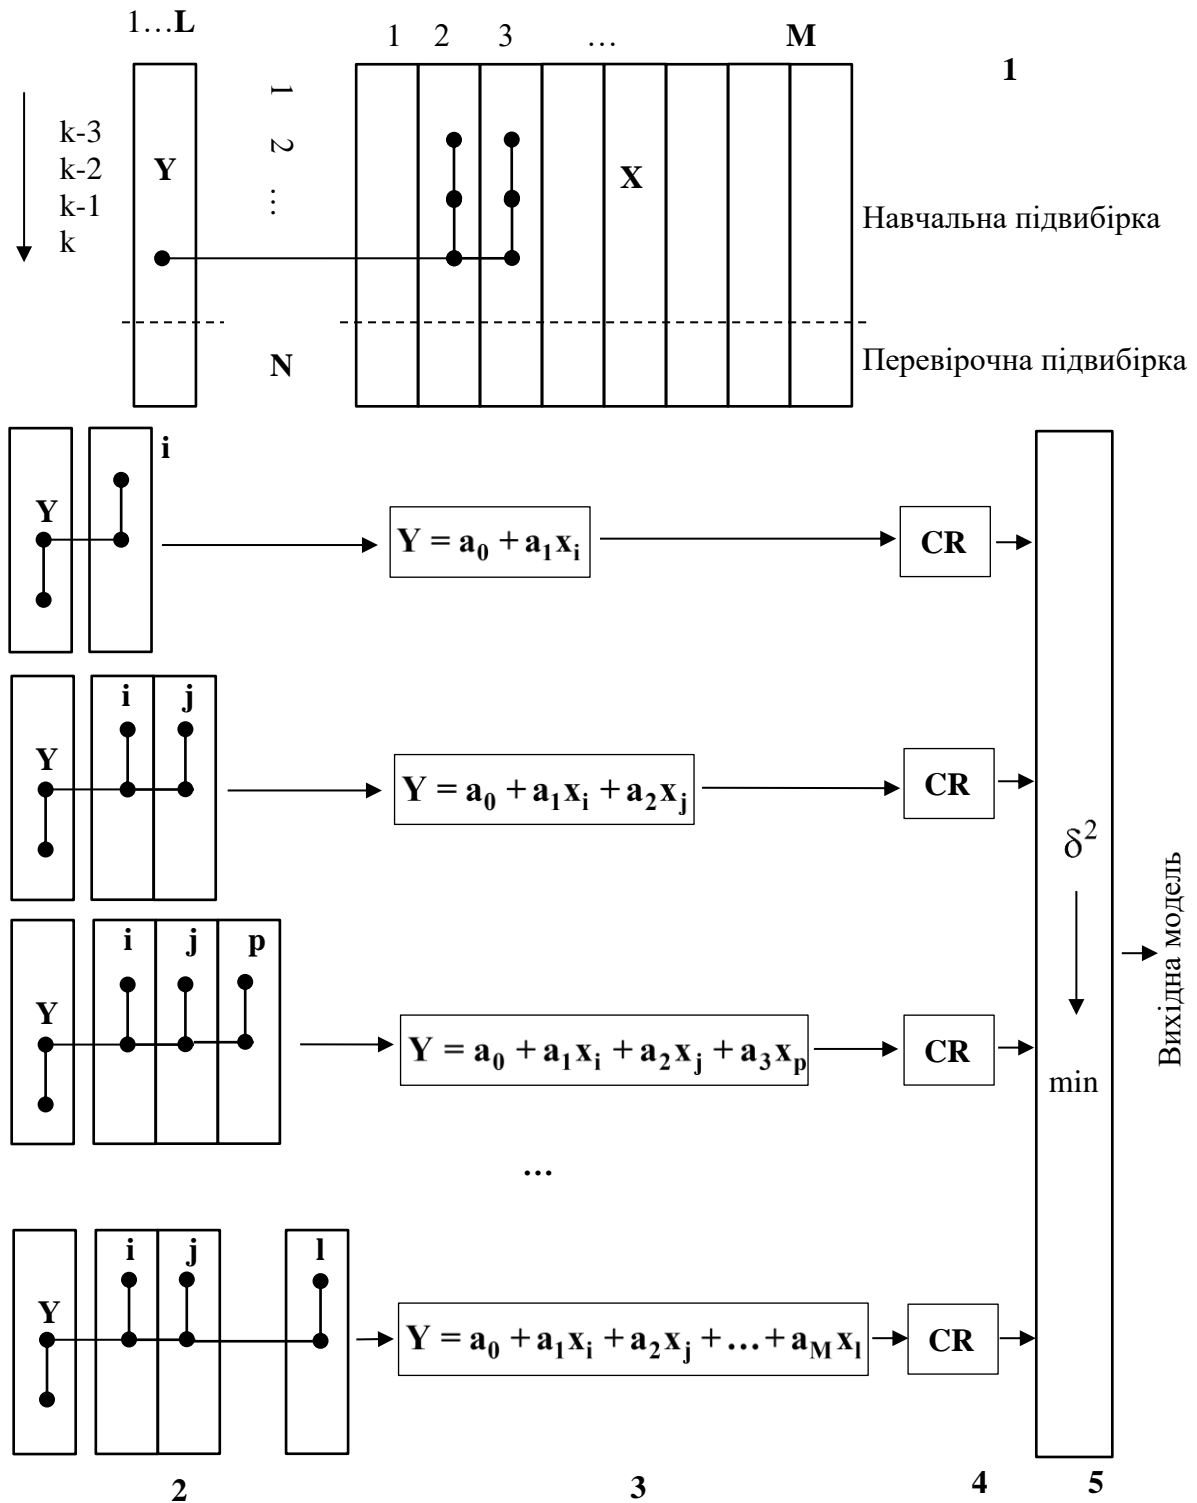 1…L
1 2 3 … M
1
k-3
k-2
k-1
k
Y
1 2 …
X
Навчальна підвибірка
N
Перевірочна підвибірка
i
Y
Y = a₀ + a₁xᵢ
CR
i j
Y
Y = a₀ + a₁xᵢ + a₂xⱼ
CR
δ²
min
Вихідна модель
i j p
Y
Y = a₀ + a₁xᵢ + a₂xⱼ + a₃xₚ
CR
…
i j l
Y
Y = a₀ + a₁xᵢ + a₂xⱼ + … + a_M xₗ
CR
2 3 4 5